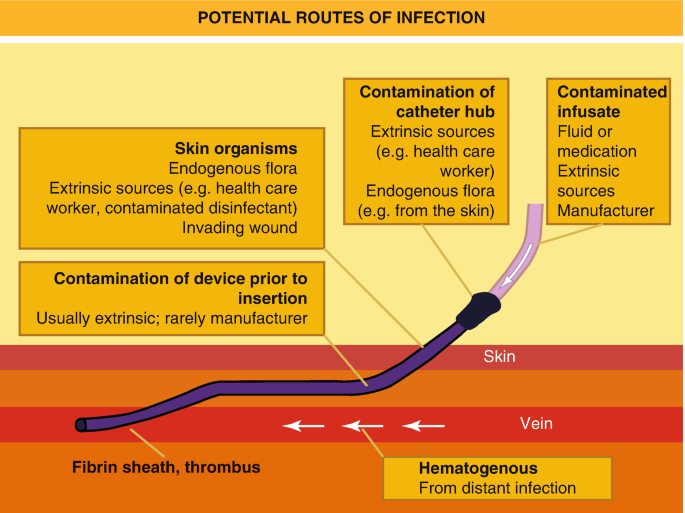 POTENTIAL ROUTES OF INFECTION
Contamination of
catheter hub
Extrinsic sources
(e.g. health care
worker)
Endogenous flora
(e.g. from the skin)
Contaminated
infusate
Fluid or
medication
Extrinsic
sources
Manufacturer
Skin organisms
Endogenous flora
Extrinsic sources (e.g. health care
worker, contaminated disinfectant)
Invading wound
Contamination of device prior to
insertion
Usually extrinsic; rarely manufacturer
Skin
Vein
Fibrin sheath, thrombus
Hematogenous
From distant infection